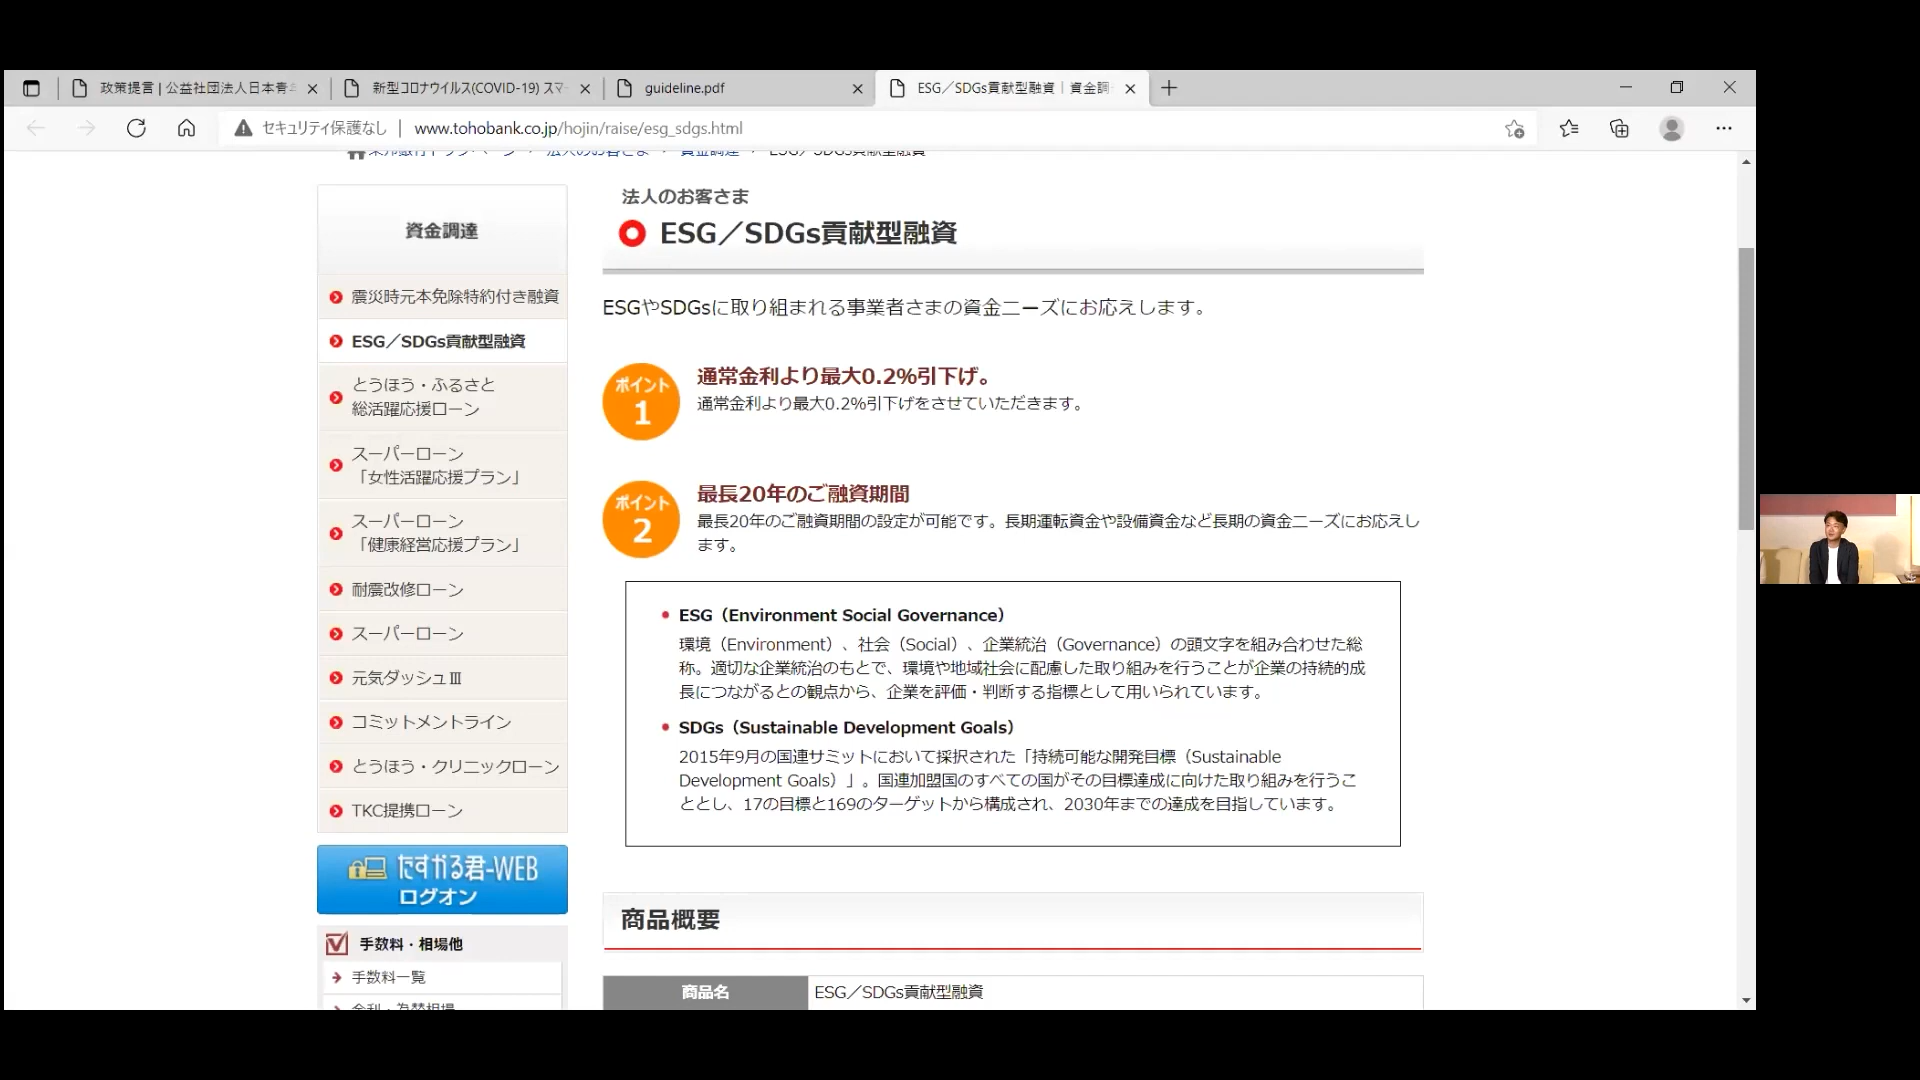 政策提言 | 公益社団法人日本青
新型コロナウイルス(COVID-19) スマ
guideline.pdf
ESG／SDGs貢献型融資｜資金調
セキュリティ保護なし
www.tohobank.co.jp/hojin/raise/esg_sdgs.html
法人のお客さま
資金調達
ESG／SDGs貢献型融資
法人のお客さま
ESG／SDGs貢献型融資
資金調達
震災時元本免除特約付き融資
ESG／SDGs貢献型融資
とうほう・ふるさと
総活躍応援ローン
スーパーローン
「女性活躍応援プラン」
スーパーローン
「健康経営応援プラン」
耐震改修ローン
スーパーローン
元気ダッシュⅢ
コミットメントライン
とうほう・クリニックローン
TKC提携ローン
たすかる君-WEB
ログオン
手数料・相場他
手数料一覧
ESGやSDGsに取り組まれる事業者さまの資金ニーズにお応えします。
ポイント
1
通常金利より最大0.2%引下げ。
通常金利より最大0.2%引下げをさせていただきます。
ポイント
2
最長20年のご融資期間
最長20年のご融資期間の設定が可能です。長期運転資金や設備資金など長期の資金ニーズにお応えし
ます。
ESG（Environment Social Governance）
環境（Environment）、社会（Social）、企業統治（Governance）の頭文字を組み合わせた総
称。適切な企業統治のもとで、環境や地域社会に配慮した取り組みを行うことが企業の持続的成
長につながるとの観点から、企業を評価・判断する指標として用いられています。
SDGs（Sustainable Development Goals）
2015年9月の国連サミットにおいて採択された「持続可能な開発目標（Sustainable
Development Goals）」。国連加盟国のすべての国がその目標達成に向けた取り組みを行うこ
ととし、17の目標と169のターゲットから構成され、2030年までの達成を目指しています。
商品概要
商品名
ESG／SDGs貢献型融資